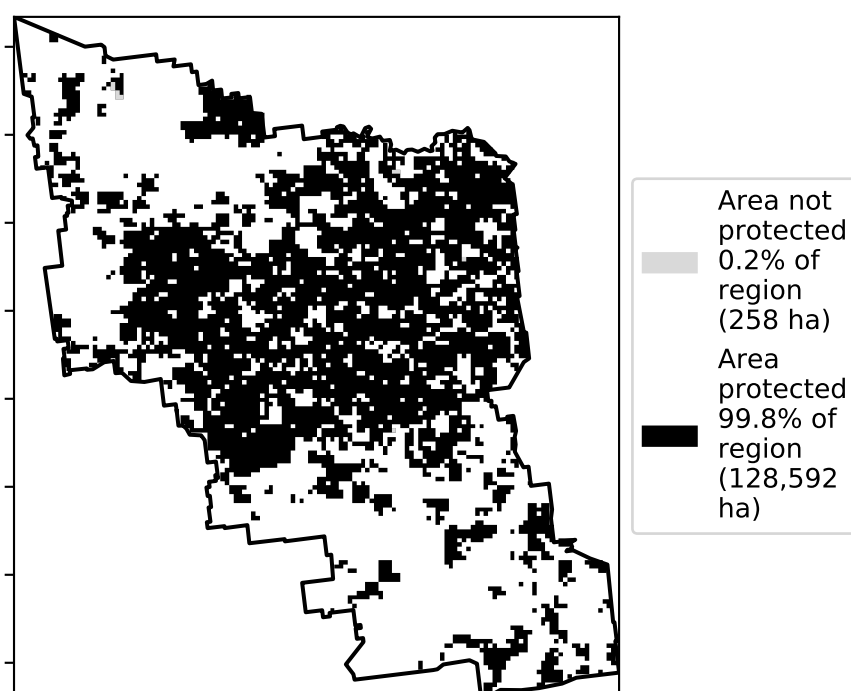 Area not
protected
0.2% of
region
(258 ha)
Area
protected
99.8% of
region
(128,592
ha)